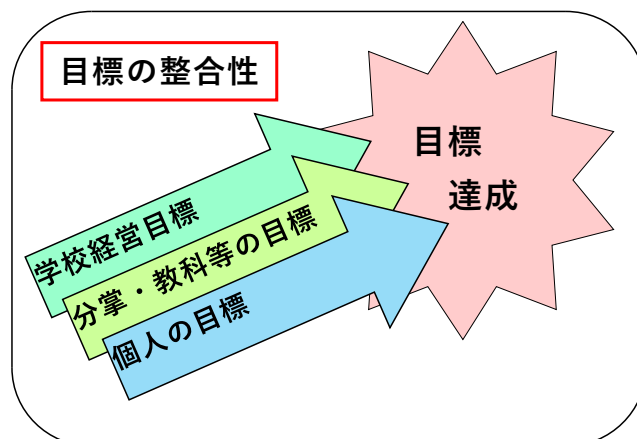 目標の整合性
目標
達成
学校経営目標
分掌・教科等の目標
個人の目標